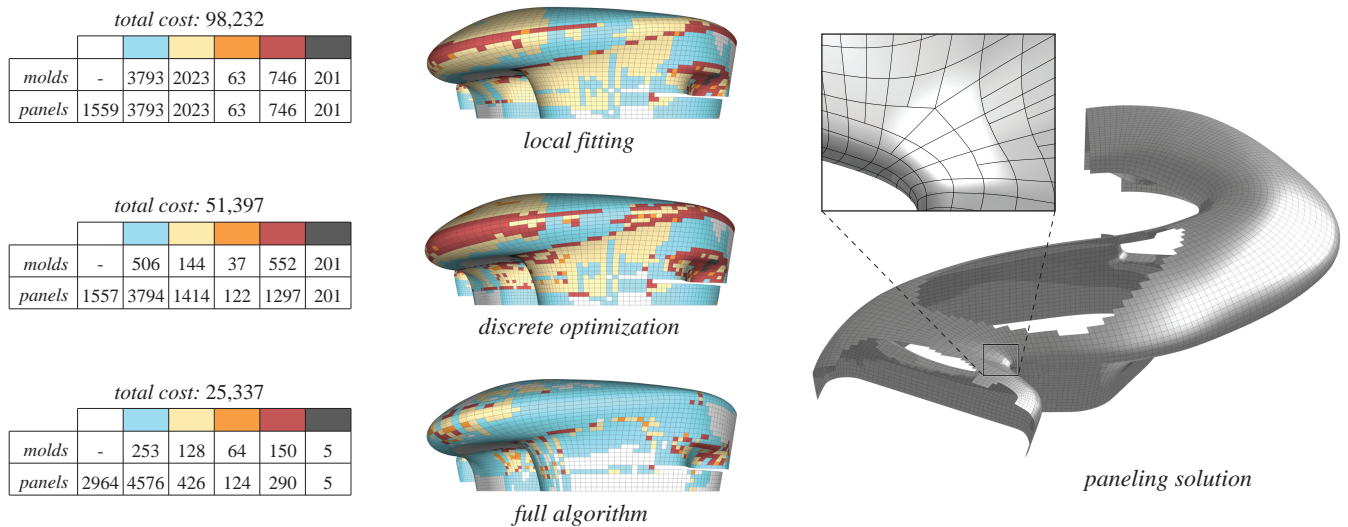 total cost: 98,232
molds - 3793 2023 63 746 201
panels 1559 3793 2023 63 746 201
local fitting
total cost: 51,397
molds - 506 144 37 552 201
panels 1557 3794 1414 122 1297 201
discrete optimization
total cost: 25,337
molds - 253 128 64 150 5
panels 2964 4576 426 124 290 5
full algorithm
paneling solution